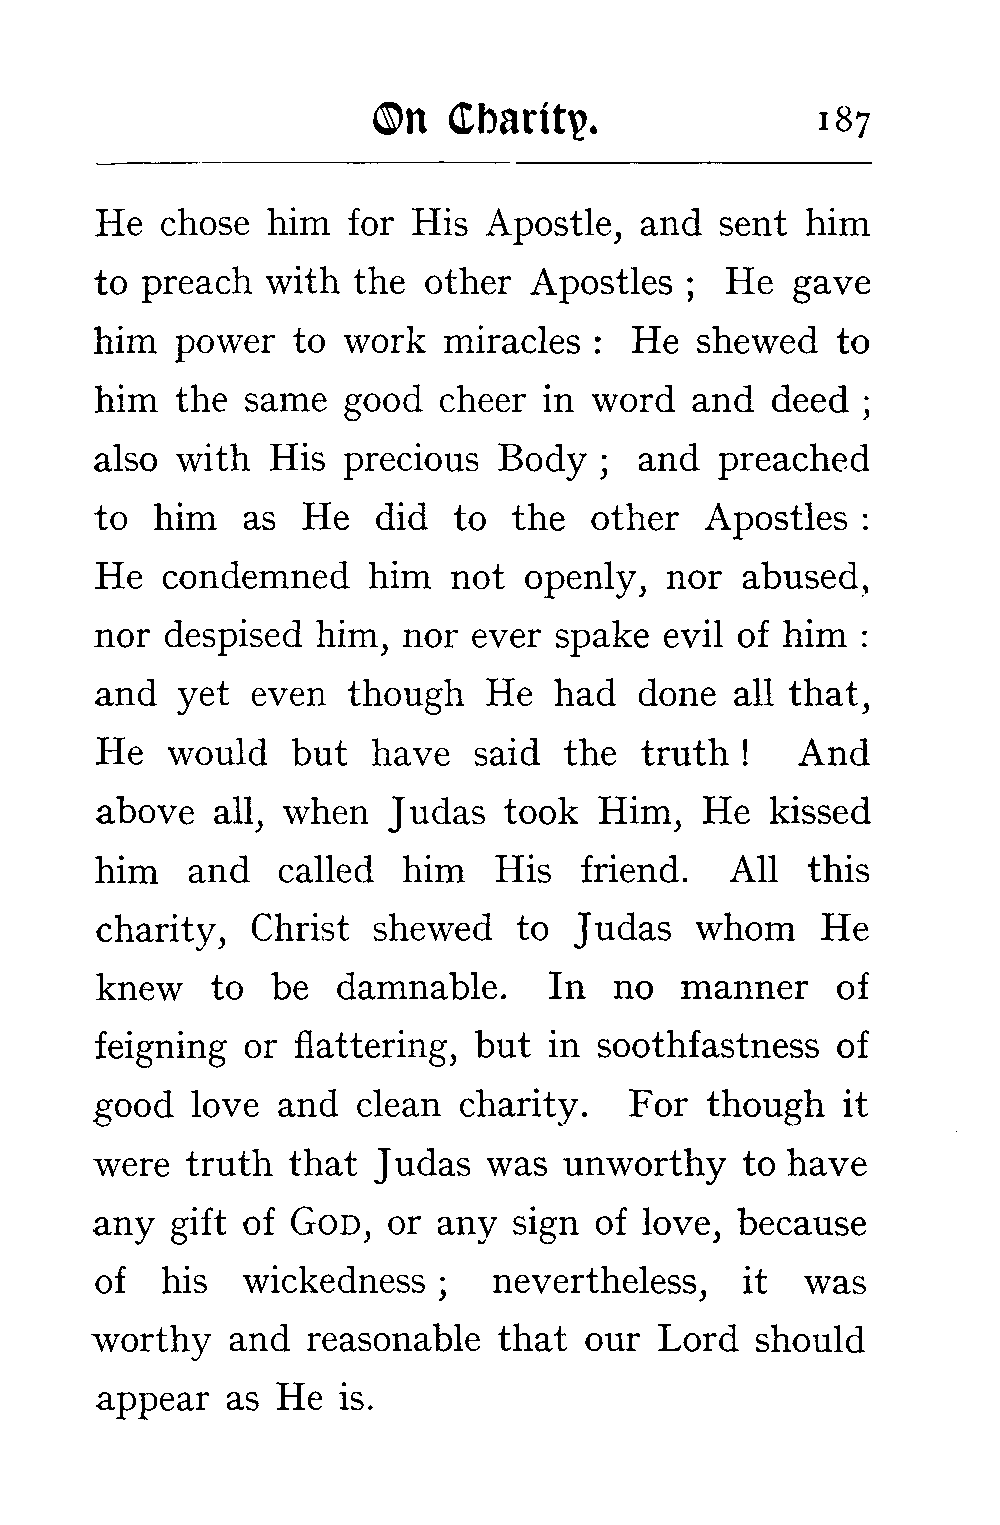 On Charity. 187
He chose him for His Apostle, and sent him
to preach with the other Apostles ; He gave
him power to work miracles : He shewed to
him the same good cheer in word and deed ;
also with His precious Body ; and preached
to him as He did to the other Apostles :
He condemned him not openly, nor abused,
nor despised him, nor ever spake evil of him :
and yet even though He had done all that,
He would but have said the truth ! And
above all, when Judas took Him, He kissed
him and called him His friend. All this
charity, Christ shewed to Judas whom He
knew to be damnable. In no manner of
feigning or flattering, but in soothfastness of
good love and clean charity. For though it
were truth that Judas was unworthy to have
any gift of GOD, or any sign of love, because
of his wickedness ; nevertheless, it was
worthy and reasonable that our Lord should
appear as He is.